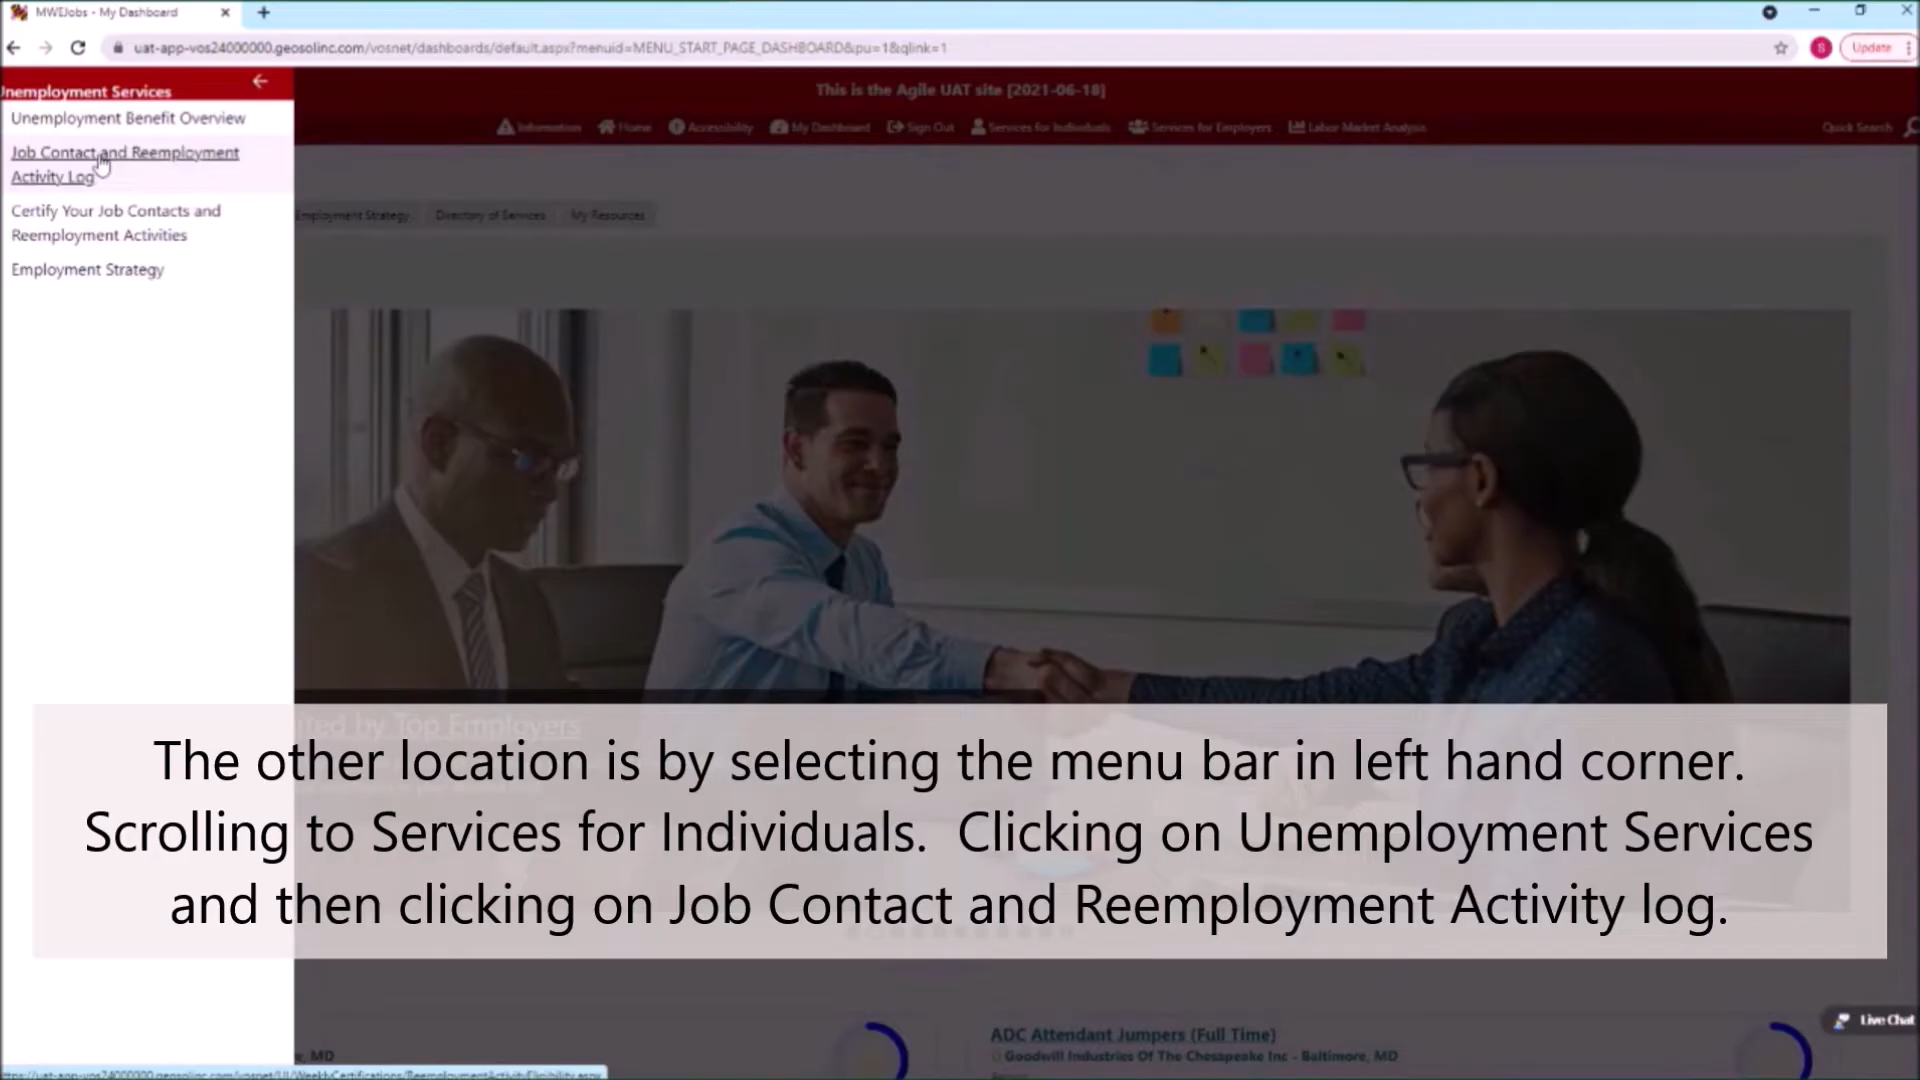 MWEJobs - My Dashboard
uat-app-vos24000000.geosolinc.com/vosnet/dashboards/default.aspx?menuid=MENU_START_PAGE_DASHBOARD&pu=1&qlink=1
S
Update
Unemployment Services
This is the Agile UAT site [2021-06-18]
Information Home Accessibility My Dashboard Sign Out Services for Individuals Services for Employers Labor Market Analysis
Quick Search
Unemployment Benefit Overview
Job Contact and Reemployment
Activity Log
Certify Your Job Contacts and
Reemployment Activities
Employment Strategy
Employment Strategy Directory of Services My Resources
by Top Employers
The other location is by selecting the menu bar in left hand corner.
Scrolling to Services for Individuals. Clicking on Unemployment Services
and then clicking on Job Contact and Reemployment Activity log.
Live Chat
ADC Attendant Jumpers (Full Time)
Goodwill Industries Of The Chesapeake Inc - Baltimore, MD
, MD